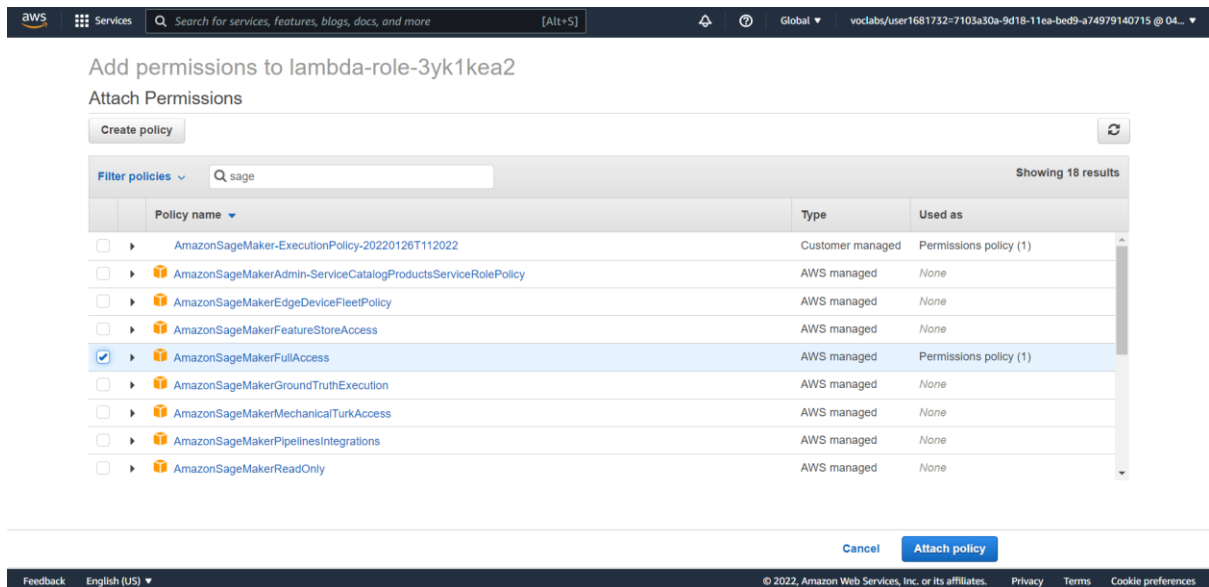 aws Services Search for services, features, blogs, docs, and more [Alt+S] Global ▼ voclabs/user1681732=7103a30a-9d18-11ea-bed9-a74979140715 @ 04... ▼
Add permissions to lambda-role-3yk1kea2
Attach Permissions
Create policy
Filter policies sage Showing 18 results
Policy name Type Used as
AmazonSageMaker-ExecutionPolicy-20220126T112022 Customer managed Permissions policy (1)
AmazonSageMakerAdmin-ServiceCatalogProductsServiceRolePolicy AWS managed None
AmazonSageMakerEdgeDeviceFleetPolicy AWS managed None
AmazonSageMakerFeatureStoreAccess AWS managed None
AmazonSageMakerFullAccess AWS managed Permissions policy (1)
AmazonSageMakerGroundTruthExecution AWS managed None
AmazonSageMakerMechanicalTurkAccess AWS managed None
AmazonSageMakerPipelinesIntegrations AWS managed None
AmazonSageMakerReadOnly AWS managed None
Cancel Attach policy
Feedback English (US) ▼ © 2022, Amazon Web Services, Inc. or its affiliates. Privacy Terms Cookie preferences